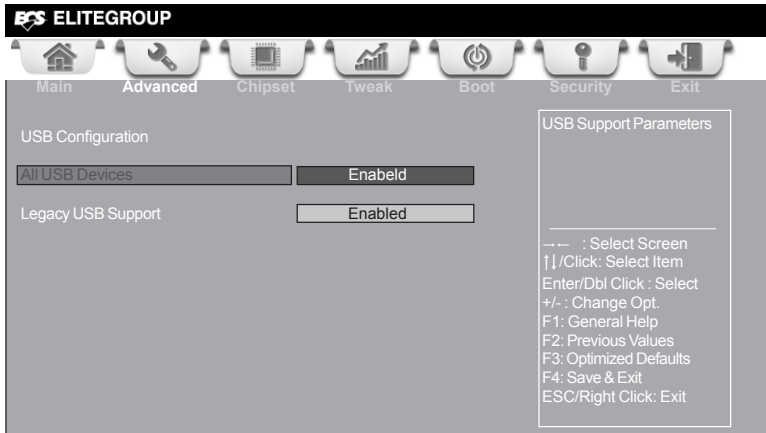 ECS ELITEGROUP
Main Advanced Chipset Tweak Boot Security Exit
USB Configuration
All USB Devices Enabeld
Legacy USB Support Enabled
USB Support Parameters
→← : Select Screen
↑↓/Click: Select Item
Enter/Dbl Click : Select
+/- : Change Opt.
F1: General Help
F2: Previous Values
F3: Optimized Defaults
F4: Save & Exit
ESC/Right Click: Exit